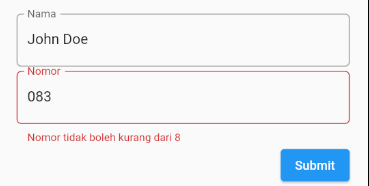 Nama
John Doe
Nomor
083
Nomor tidak boleh kurang dari 8
Submit